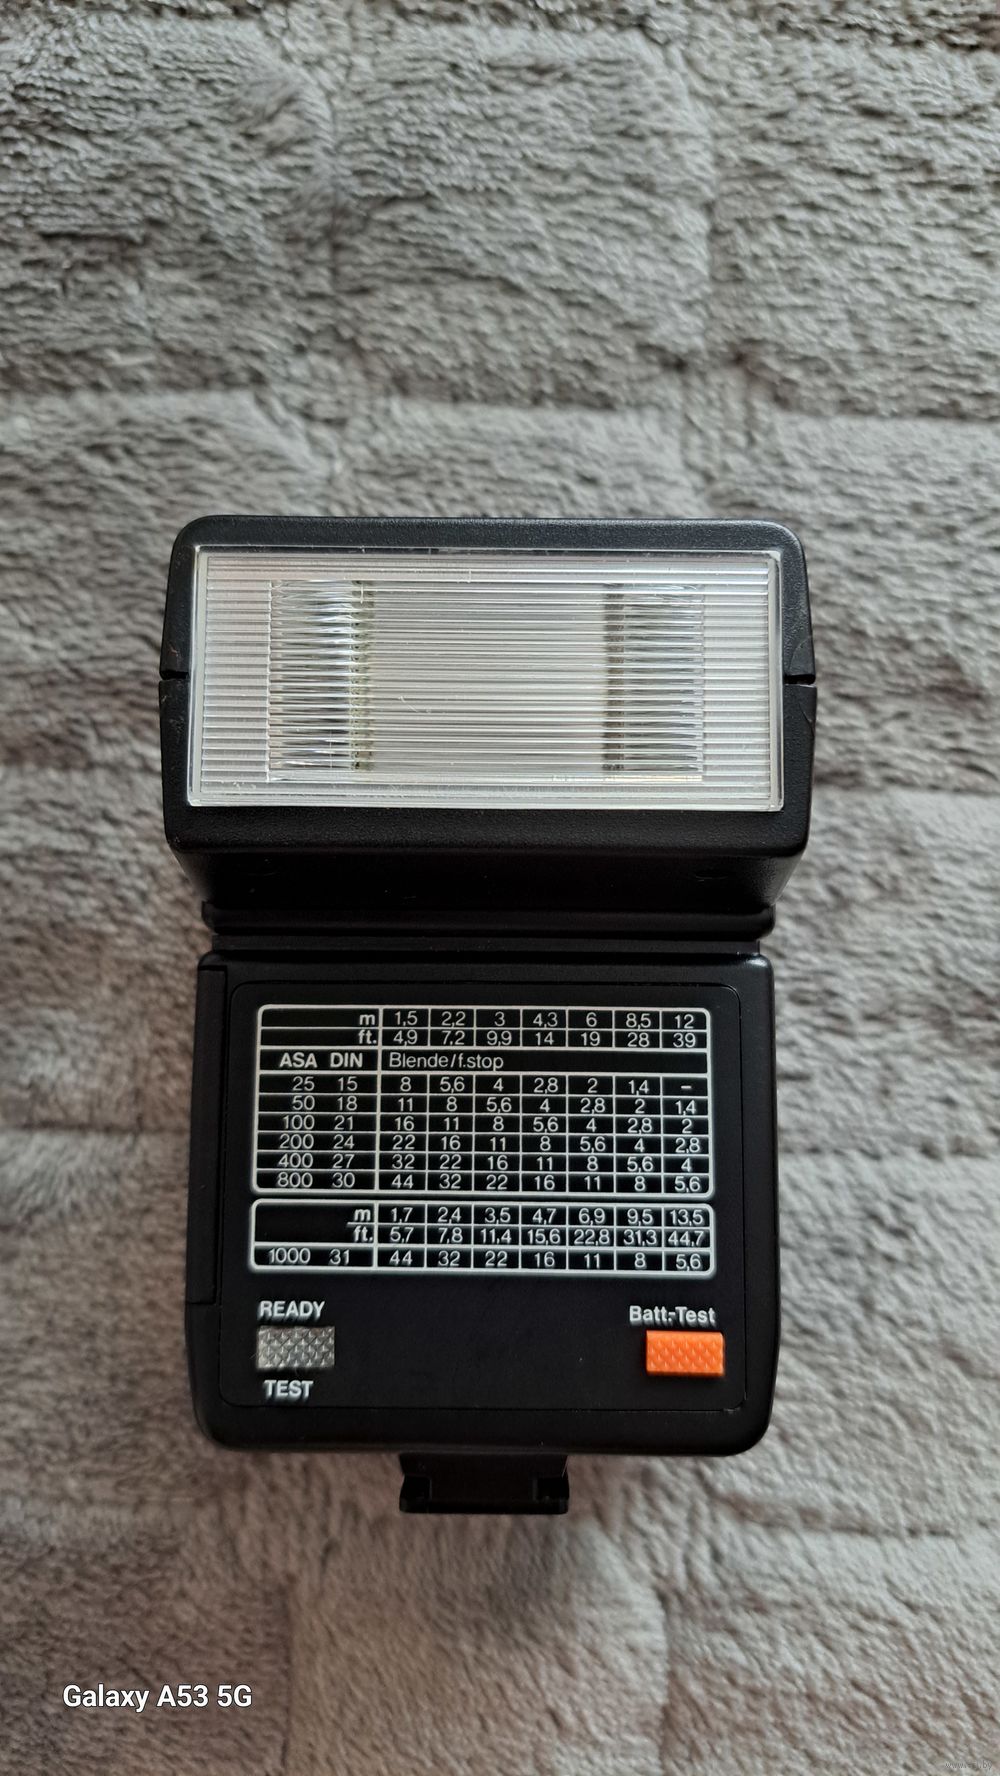 m 1,5 2,2 3 4,3 6 8,5 12
ft. 4,9 7,2 9,9 14 19 28 39
ASA DIN Blende/f.stop
25 15 8 5,6 4 2,8 2 1,4 –
50 18 11 8 5,6 4 2,8 2 1,4
100 21 16 11 8 5,6 4 2,8 2
200 24 22 16 11 8 5,6 4 2,8
400 27 32 22 16 11 8 5,6 4
800 30 44 32 22 16 11 8 5,6
m 1,7 2,4 3,5 4,7 6,9 9,5 13,5
ft. 5,7 7,8 11,4 15,6 22,8 31,3 44,7
1000 31 44 32 22 16 11 8 5,6
READY
Batt.-Test
TEST
Galaxy A53 5G